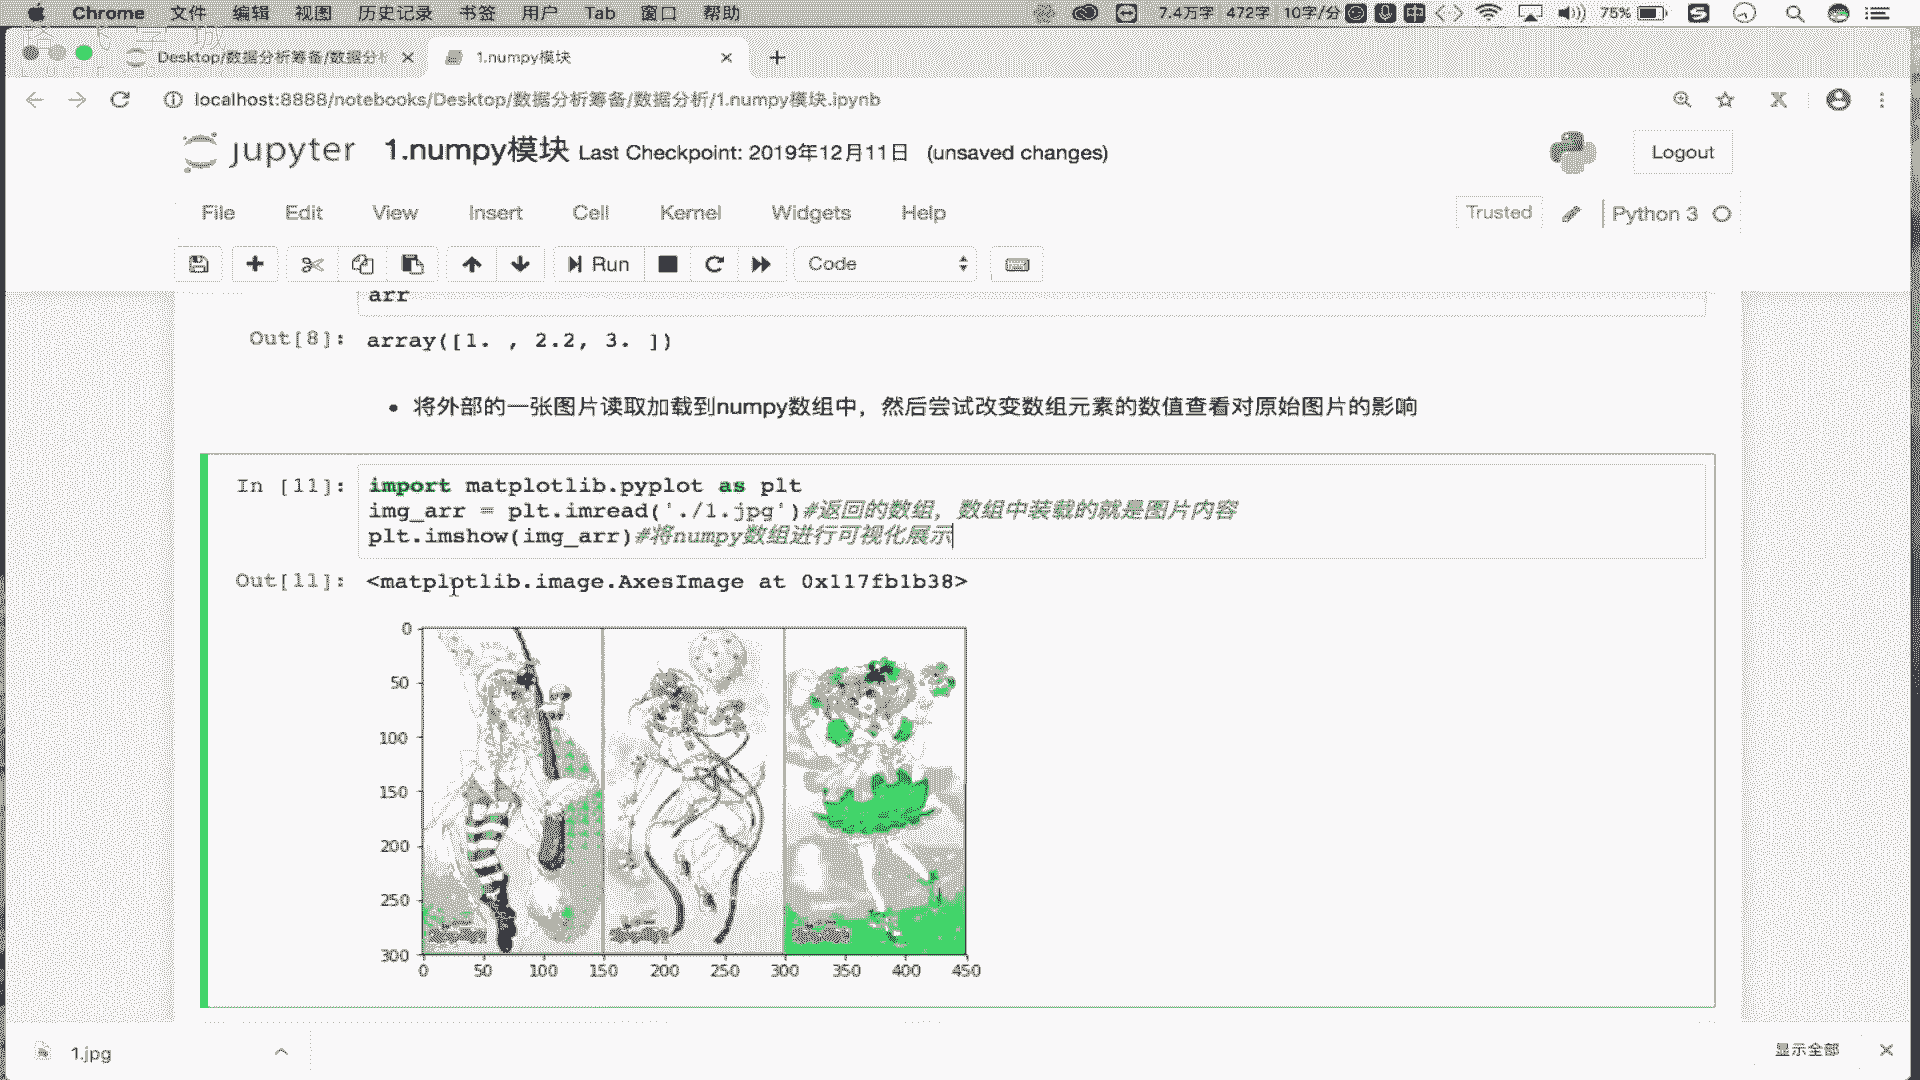 Chrome 文件 编辑 视图 历史记录 书签 用户 Tab 窗口 帮助 7.4万字 472字 10字/分 中 75%
Desktop/数据分析筹备/数据分析 1.numpy模块
localhost:8888/notebooks/Desktop/数据分析筹备/数据分析/1.numpy模块.ipynb
jupyter 1.numpy模块 Last Checkpoint: 2019年12月11日 (unsaved changes) Logout
File Edit View Insert Cell Kernel Widgets Help Trusted Python 3
Run Code
arr
Out[8]: array([1. , 2.2, 3. ])
• 将外部的一张图片读取加载到numpy数组中，然后尝试改变数组元素的数值查看对原始图片的影响
In [11]: import matplotlib.pyplot as plt
img_arr = plt.imread('./1.jpg')#返回的数组，数组中装载的就是图片内容
plt.imshow(img_arr)#将numpy数组进行可视化展示
Out[11]: <matplotlib.image.AxesImage at 0x117fb1b38>
0
50
100
150
200
250
300
0 50 100 150 200 250 300 350 400 450
1.jpg 显示全部